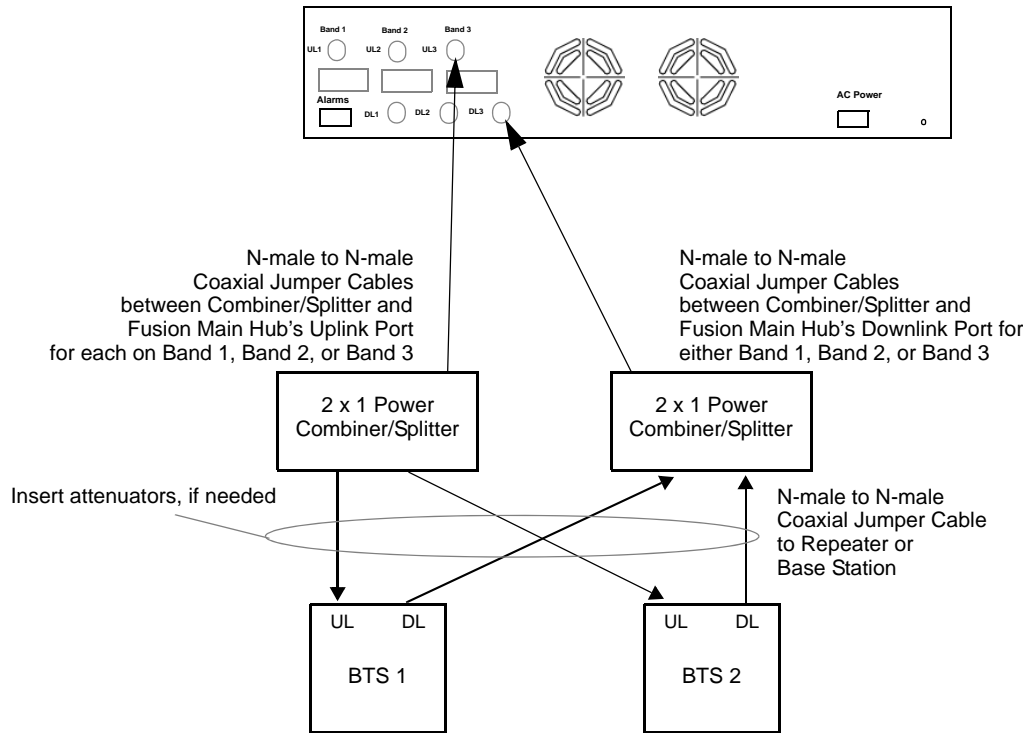 Band 1
Band 2
Band 3
UL1
UL2
UL3
Alarms
DL1
DL2
DL3
AC Power
N-male to N-male
Coaxial Jumper Cables
between Combiner/Splitter and
Fusion Main Hub's Uplink Port
for each on Band 1, Band 2, or Band 3
N-male to N-male
Coaxial Jumper Cables
between Combiner/Splitter and
Fusion Main Hub's Downlink Port for
either Band 1, Band 2, or Band 3
2 x 1 Power
Combiner/Splitter
2 x 1 Power
Combiner/Splitter
Insert attenuators, if needed
N-male to N-male
Coaxial Jumper Cable
to Repeater or
Base Station
UL DL
BTS 1
UL DL
BTS 2